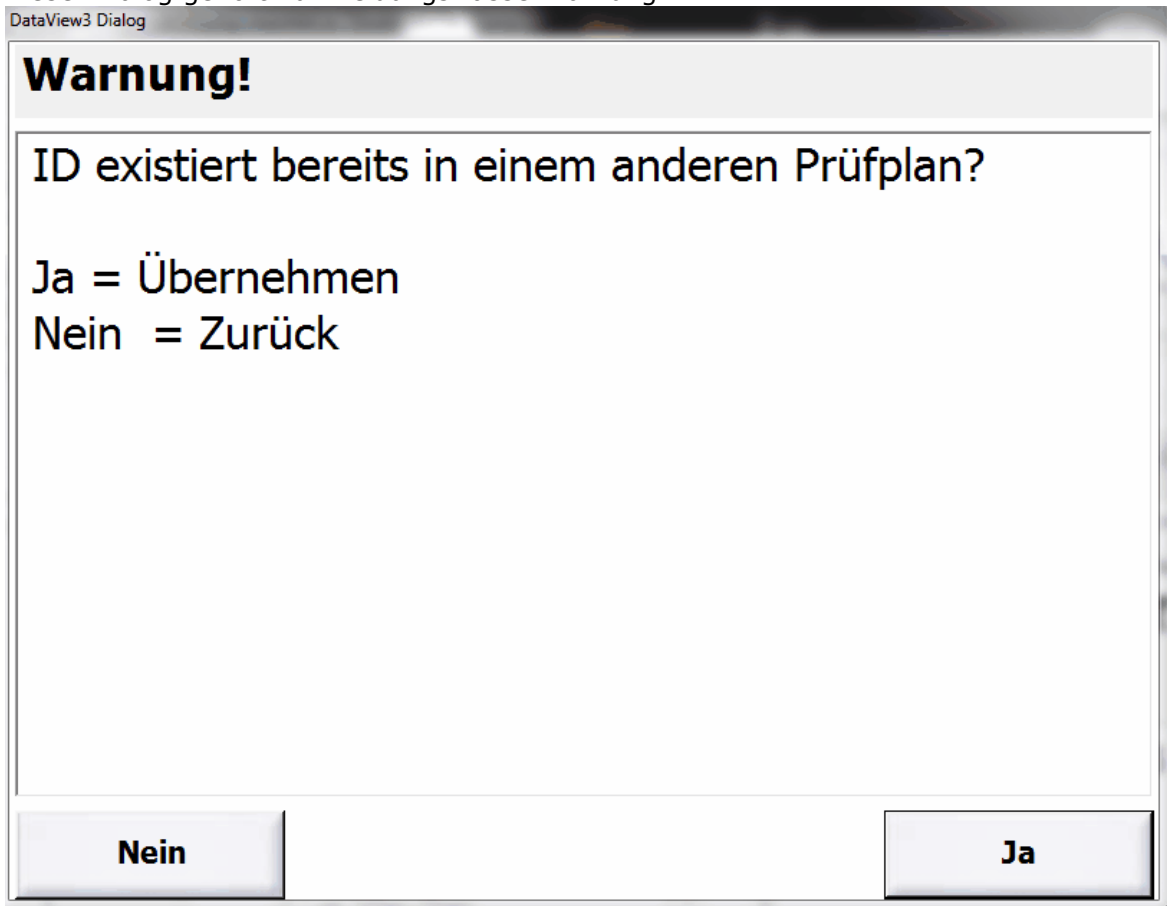 DataView3 Dialog
Warnung!
ID existiert bereits in einem anderen Prüfplan?
Ja = Übernehmen
Nein  = Zurück
Nein
Ja